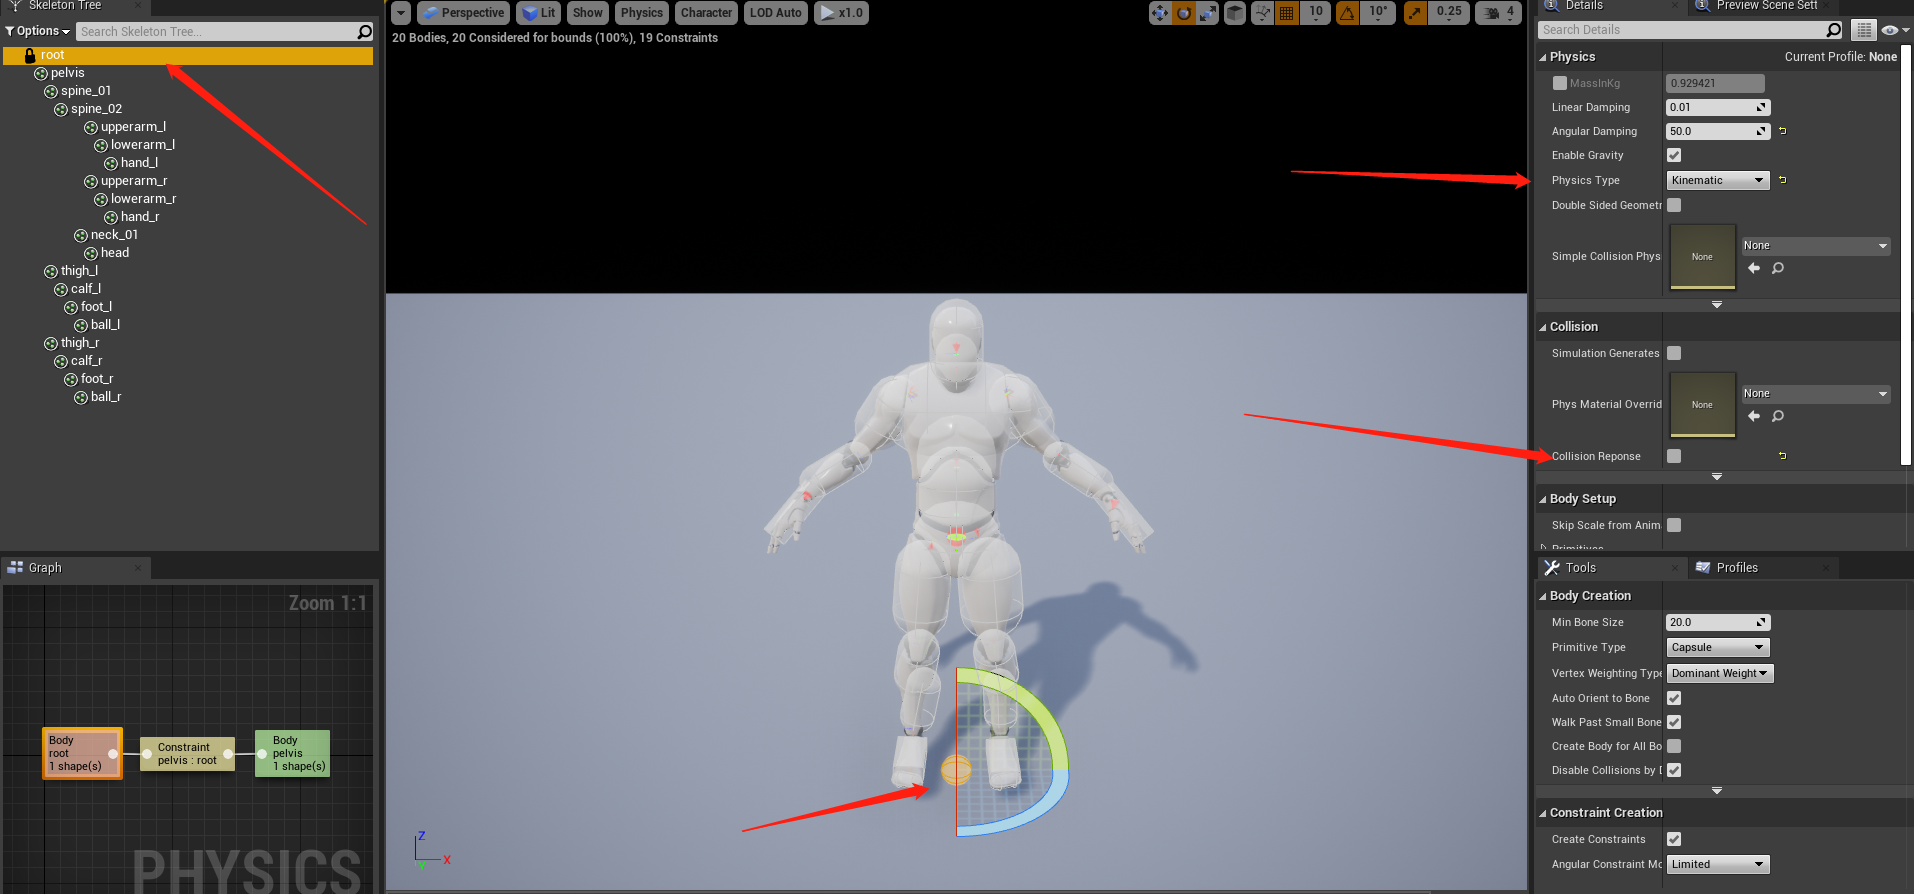 Skeleton Tree
Options
Search Skeleton Tree...
root
pelvis
spine_01
spine_02
upperarm_l
lowerarm_l
hand_l
upperarm_r
lowerarm_r
hand_r
neck_01
head
thigh_l
calf_l
foot_l
ball_l
thigh_r
calf_r
foot_r
ball_r
Graph
Zoom 1:1
Body
root
1 shape(s)
Constraint
pelvis : root
Body
pelvis
1 shape(s)
PHYSICS
Perspective
Lit
Show
Physics
Character
LOD Auto
x1.0
10
10°
0.25
4
20 Bodies, 20 Considered for bounds (100%), 19 Constraints
Z
X
Details
Preview Scene Sett
Search Details
Physics
Current Profile: None
MassInKg
0.929421
Linear Damping
0.01
Angular Damping
50.0
Enable Gravity
Physics Type
Kinematic
Double Sided Geometr
Simple Collision Phys
None
None
Collision
Simulation Generates
Phys Material Overrid
None
None
Collision Reponse
Body Setup
Skip Scale from Anim
Primitives
Tools
Profiles
Body Creation
Min Bone Size
20.0
Primitive Type
Capsule
Vertex Weighting Type
Dominant Weight
Auto Orient to Bone
Walk Past Small Bone
Create Body for All Bo
Disable Collisions by D
Constraint Creation
Create Constraints
Angular Constraint Mo
Limited